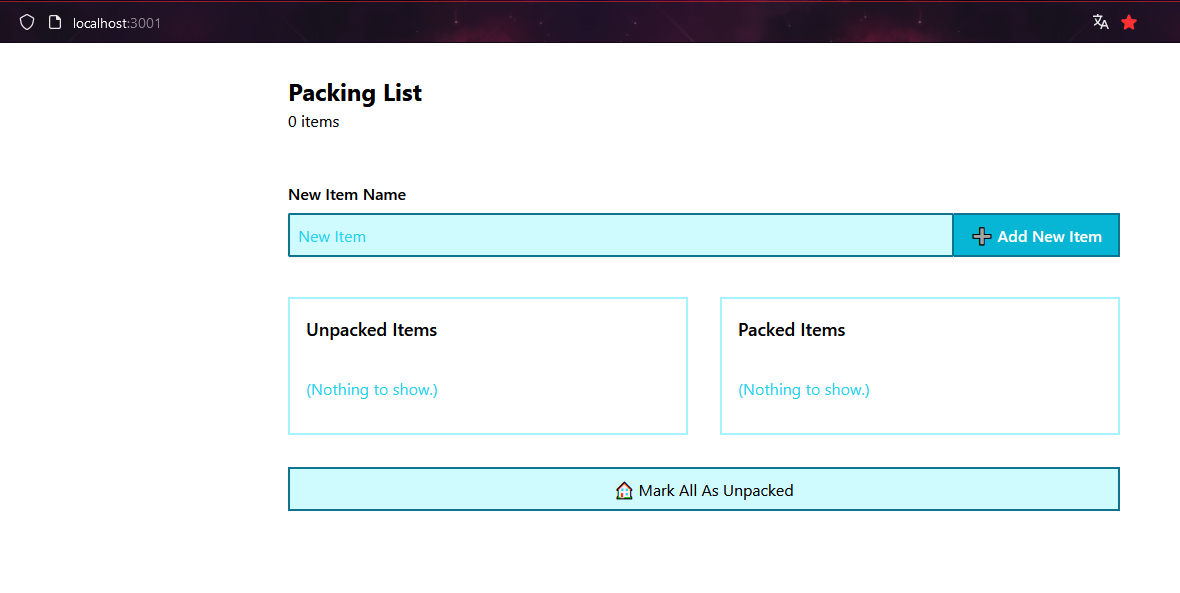 localhost:3001
Packing List
0 items
New Item Name
New Item
Add New Item
Unpacked Items
Packed Items
(Nothing to show.)
(Nothing to show.)
Mark All As Unpacked